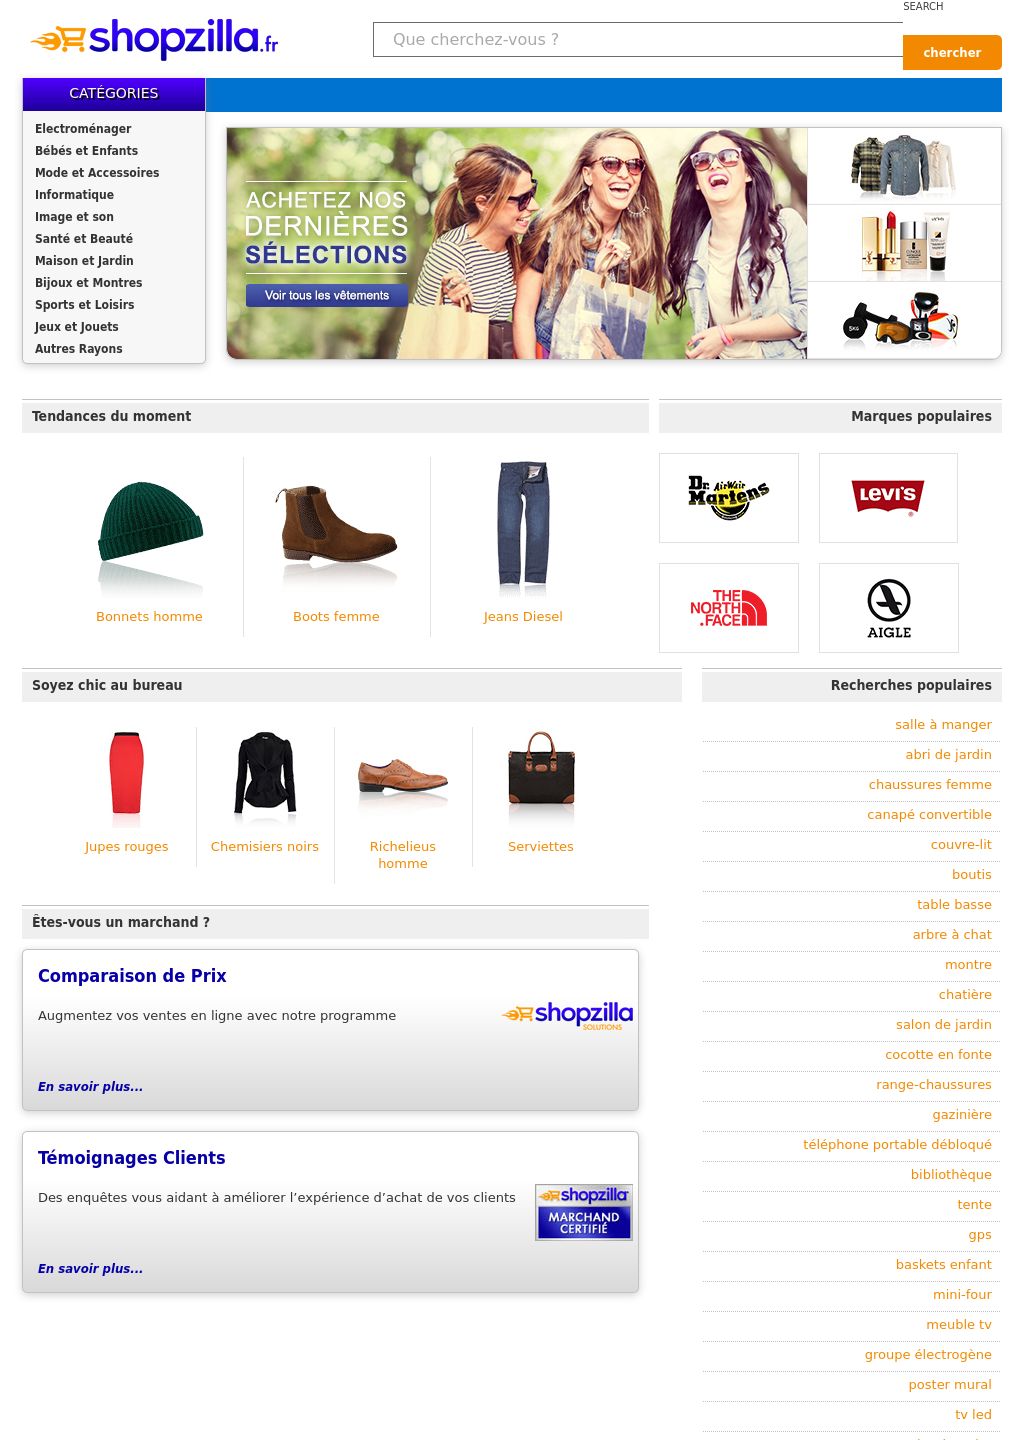 SEARCH
shopzilla.fr
Que cherchez-vous ?
chercher
CATÉGORIES
Electroménager
Bébés et Enfants
Mode et Accessoires
Informatique
Image et son
Santé et Beauté
Maison et Jardin
Bijoux et Montres
Sports et Loisirs
Jeux et Jouets
Autres Rayons
ACHETEZ NOS
DERNIÈRES
SÉLECTIONS
Voir tous les vêtements
5KG
Tendances du moment
Bonnets homme
Boots femme
Jeans Diesel
Marques populaires
Dr. AirWair
Martens
LEVI'S
THE
NORTH
FACE
AIGLE
Soyez chic au bureau
Jupes rouges
Chemisiers noirs
Richelieus
homme
Serviettes
Recherches populaires
salle à manger
abri de jardin
chaussures femme
canapé convertible
couvre-lit
boutis
table basse
arbre à chat
montre
chatière
salon de jardin
cocotte en fonte
range-chaussures
gazinière
téléphone portable débloqué
bibliothèque
tente
gps
baskets enfant
mini-four
meuble tv
groupe électrogène
poster mural
tv led
Êtes-vous un marchand ?
Comparaison de Prix
Augmentez vos ventes en ligne avec notre programme
shopzilla
SOLUTIONS
En savoir plus...
Témoignages Clients
Des enquêtes vous aidant à améliorer l’expérience d’achat de vos clients
shopzilla
MARCHAND
CERTIFIÉ
En savoir plus...